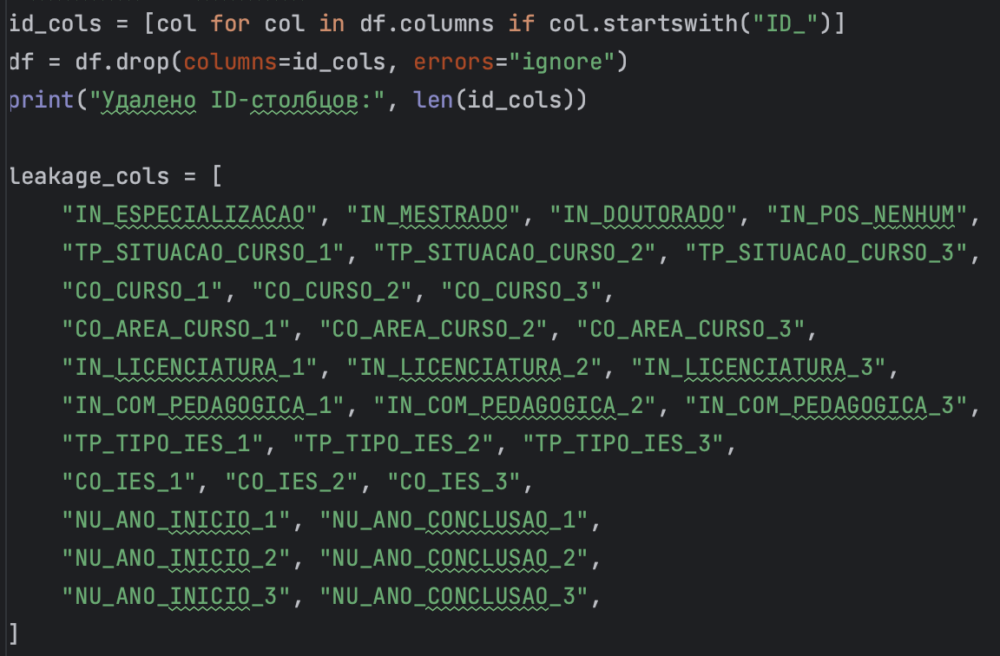 id_cols = [col for col in df.columns if col.startswith("ID_")]
df = df.drop(columns=id_cols, errors="ignore")
print("Удалено ID-столбцов:", len(id_cols))
leakage_cols = [
"IN_ESPECIALIZACAO", "IN_MESTRADO", "IN_DOUTORADO", "IN_POS_NENHUM",
"TP_SITUACAO_CURSO_1", "TP_SITUACAO_CURSO_2", "TP_SITUACAO_CURSO_3",
"CO_CURSO_1", "CO_CURSO_2", "CO_CURSO_3",
"CO_AREA_CURSO_1", "CO_AREA_CURSO_2", "CO_AREA_CURSO_3",
"IN_LICENCIATURA_1", "IN_LICENCIATURA_2", "IN_LICENCIATURA_3",
"IN_COM_PEDAGOGICA_1", "IN_COM_PEDAGOGICA_2", "IN_COM_PEDAGOGICA_3",
"TP_TIPO_IES_1", "TP_TIPO_IES_2", "TP_TIPO_IES_3",
"CO_IES_1", "CO_IES_2", "CO_IES_3",
"NU_ANO_INICIO_1", "NU_ANO_CONCLUSAO_1",
"NU_ANO_INICIO_2", "NU_ANO_CONCLUSAO_2",
"NU_ANO_INICIO_3", "NU_ANO_CONCLUSAO_3",
]